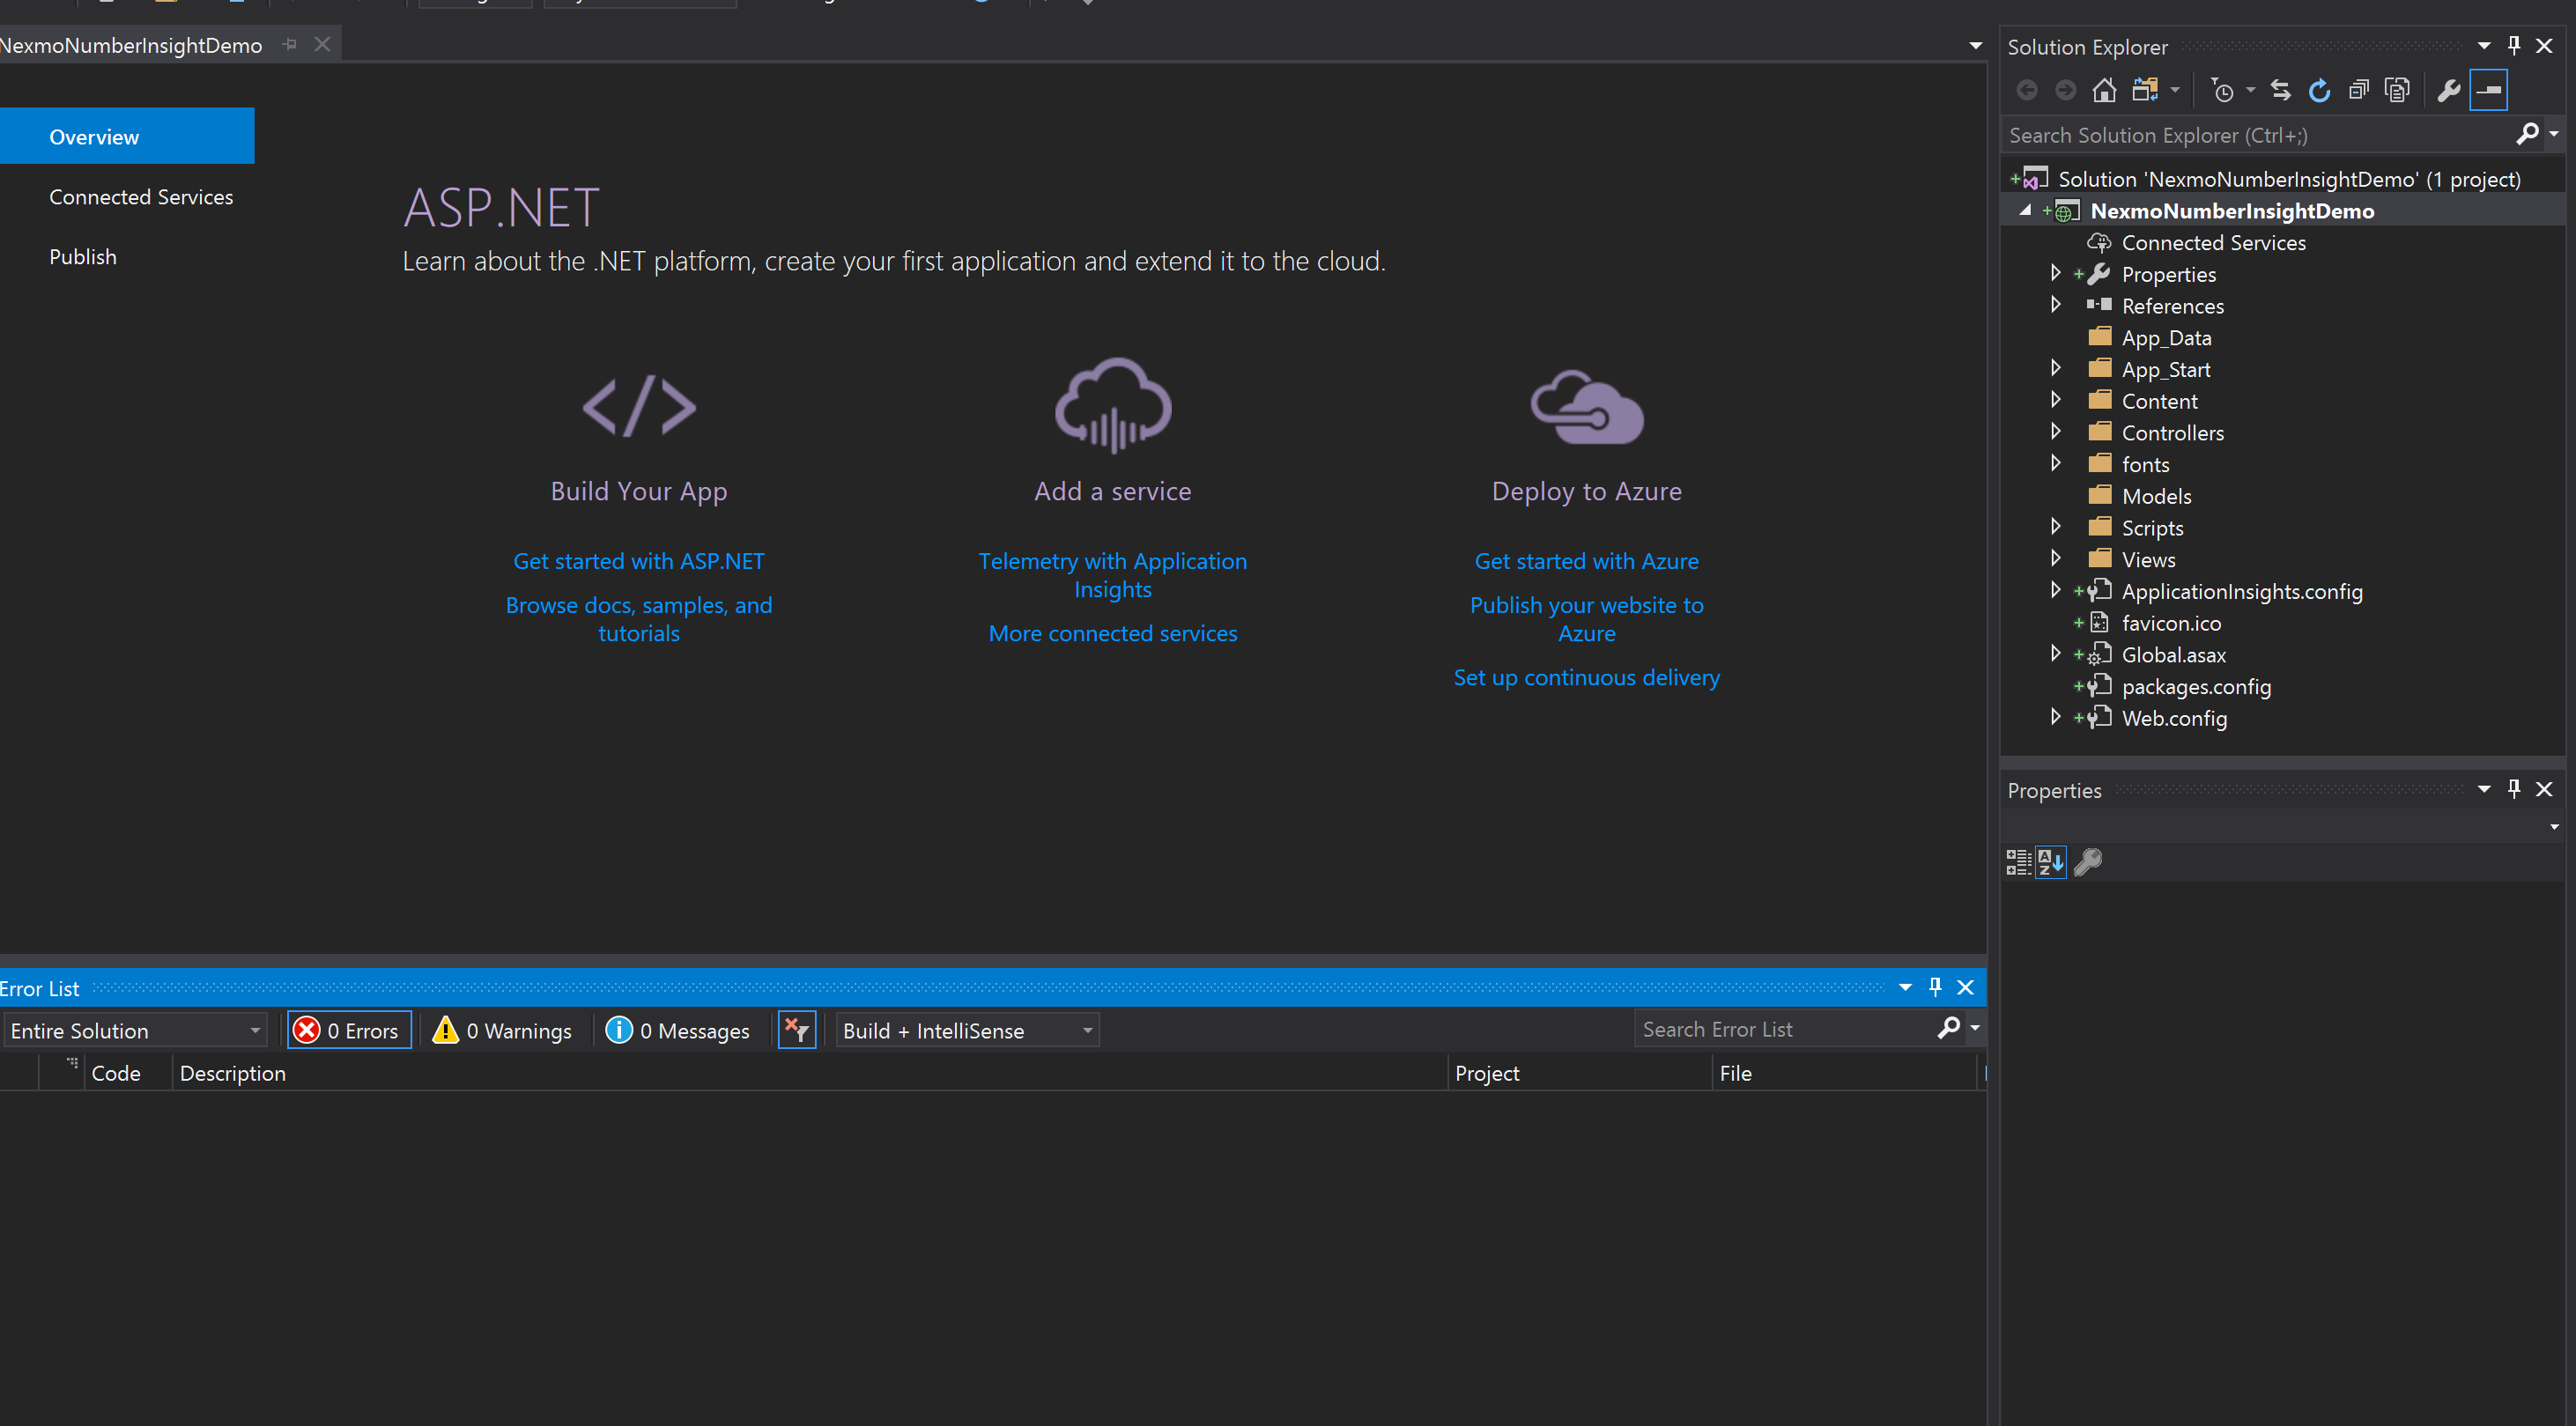 NexmoNumberInsightDemo
Overview
Connected Services
Publish
ASP.NET
Learn about the .NET platform, create your first application and extend it to the cloud.
Build Your App
Get started with ASP.NET
Browse docs, samples, and
tutorials
Add a service
Telemetry with Application
Insights
More connected services
Deploy to Azure
Get started with Azure
Publish your website to
Azure
Set up continuous delivery
Error List
Entire Solution
0 Errors
0 Warnings
0 Messages
Build + IntelliSense
Search Error List
Code
Description
Project
File
Solution Explorer
Search Solution Explorer (Ctrl+;)
Solution 'NexmoNumberInsightDemo' (1 project)
NexmoNumberInsightDemo
Connected Services
Properties
References
App_Data
App_Start
Content
Controllers
fonts
Models
Scripts
Views
ApplicationInsights.config
favicon.ico
Global.asax
packages.config
Web.config
Properties